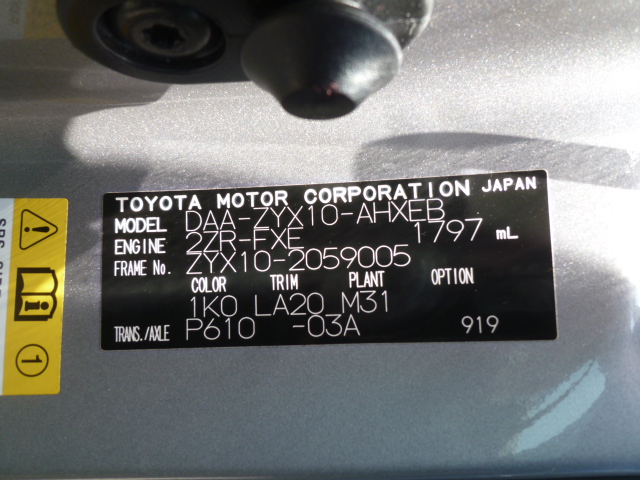 TOYOTA MOTOR CORPORATION JAPAN
MODEL DAA-ZYX10-AHXEB
ENGINE 2ZR-FXE 1797 mL
FRAME No. ZYX10-2059005
COLOR TRIM PLANT OPTION
1K0 LA20 M31
TRANS./AXLE P610 -03A 919
1